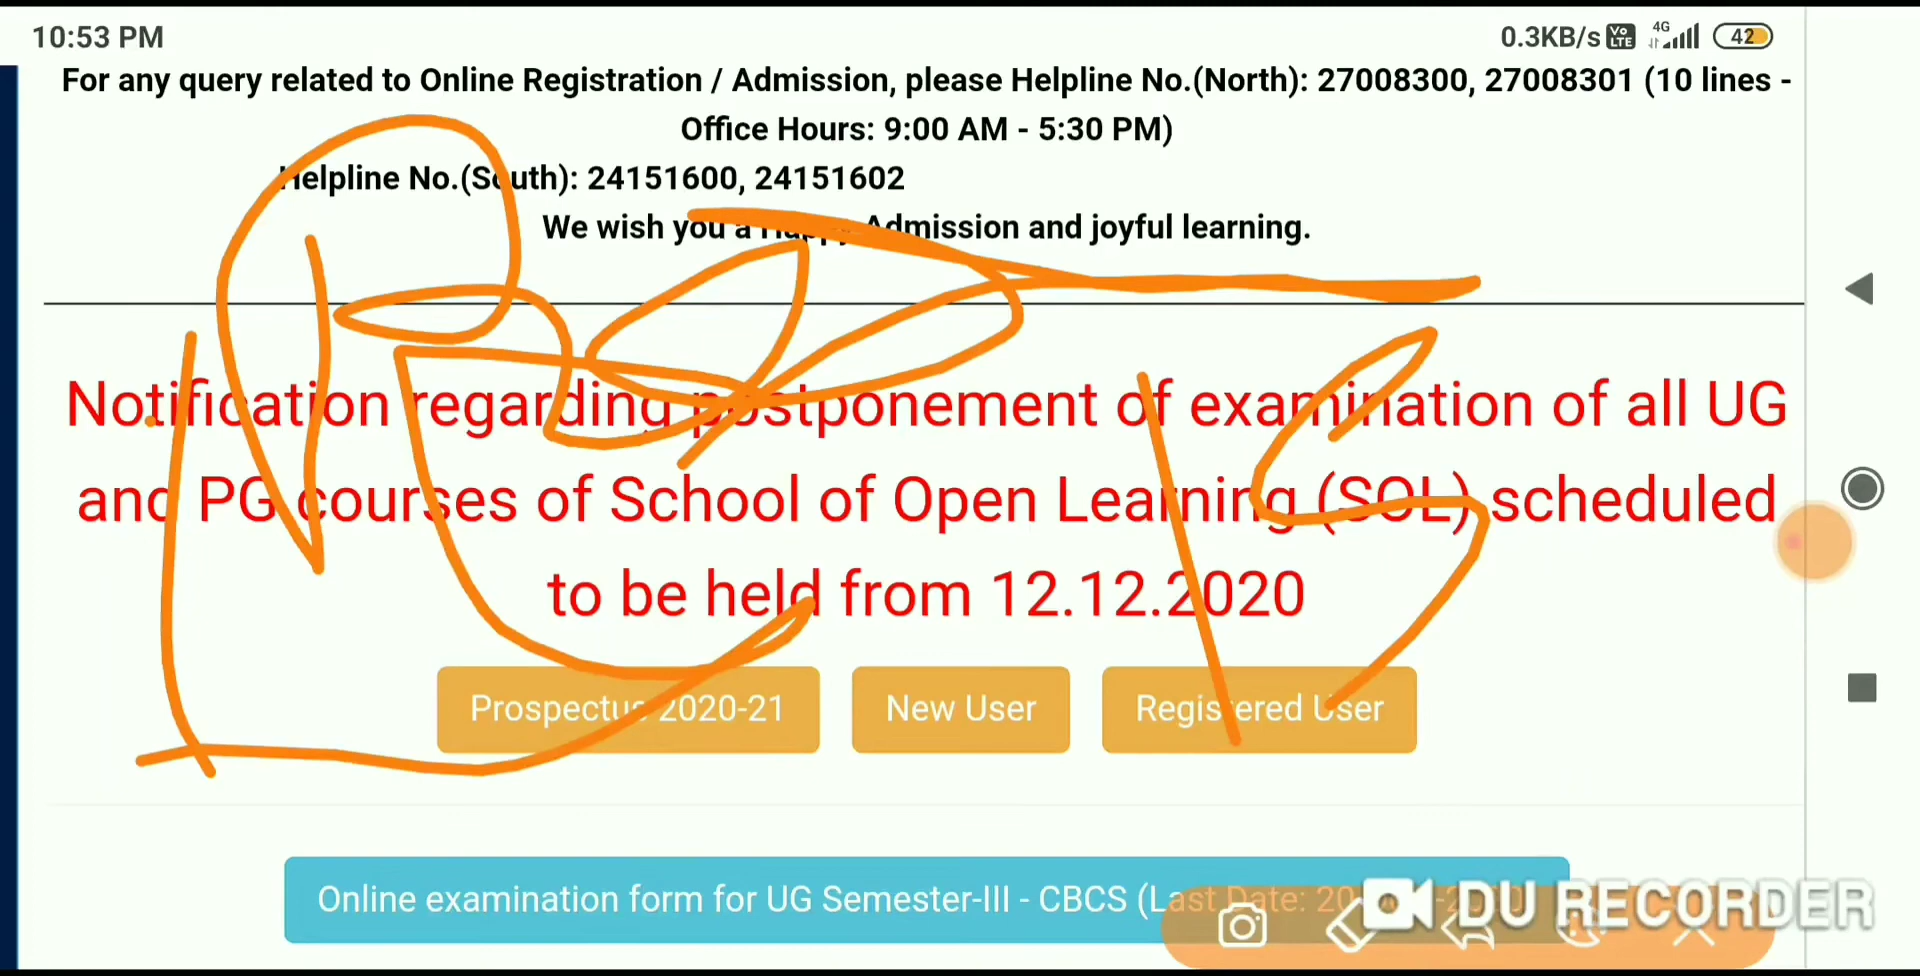 10:53 PM
0.3KB/s VoLTE 4G 42
For any query related to Online Registration / Admission, please Helpline No.(North): 27008300, 27008301 (10 lines -
Office Hours: 9:00 AM - 5:30 PM)
Helpline No.(South): 24151600, 24151602
We wish you a Happy Admission and joyful learning.
Notification regarding postponement of examination of all UG
and PG courses of School of Open Learning (SOL) scheduled
to be held from 12.12.2020
Prospectus 2020-21
New User
Registered User
Online examination form for UG Semester-III - CBCS (Last Date: 20
DU RECORDER